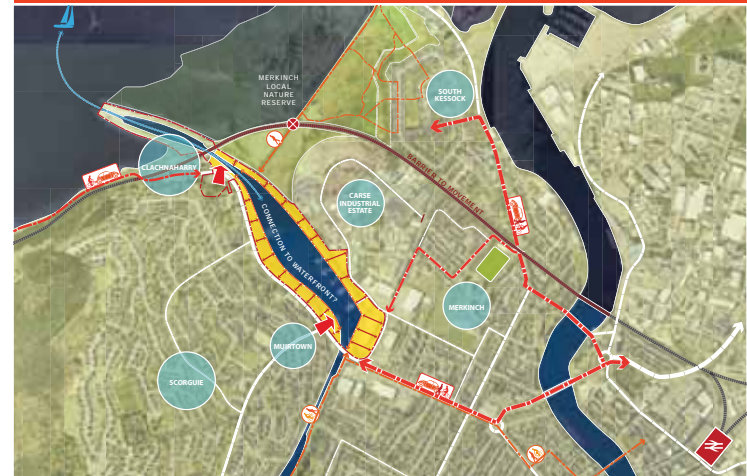 MERKINCH
LOCAL
NATURE
RESERVE
SOUTH
KESSOCK
CLACHNAHARRY
BARRIER TO MOVEMENT
CARSE
INDUSTRIAL
ESTATE
CONNECTION TO WATERFRONT?
MERKINCH
MUIRTOWN
SCORGUIE